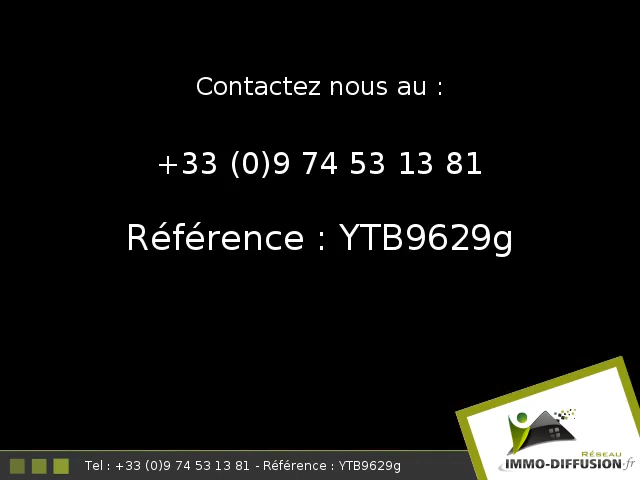 Contactez nous au :
+33 (0)9 74 53 13 81
Référence : YTB9629g
RÉSEAU
IMMO-DIFFUSION.fr
Tel : +33 (0)9 74 53 13 81 - Référence : YTB9629g